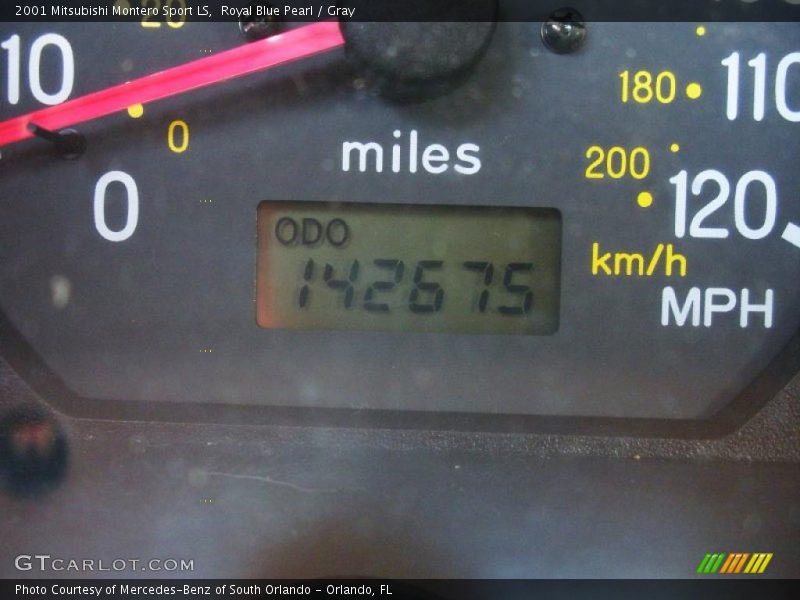 2001 Mitsubishi Montero Sport LS,  Royal Blue Pearl / Gray
20
10
0
0
miles
180
110
200
120
km/h
MPH
ODO
142675
GTCARLOT.COM
Photo Courtesy of Mercedes-Benz of South Orlando - Orlando, FL